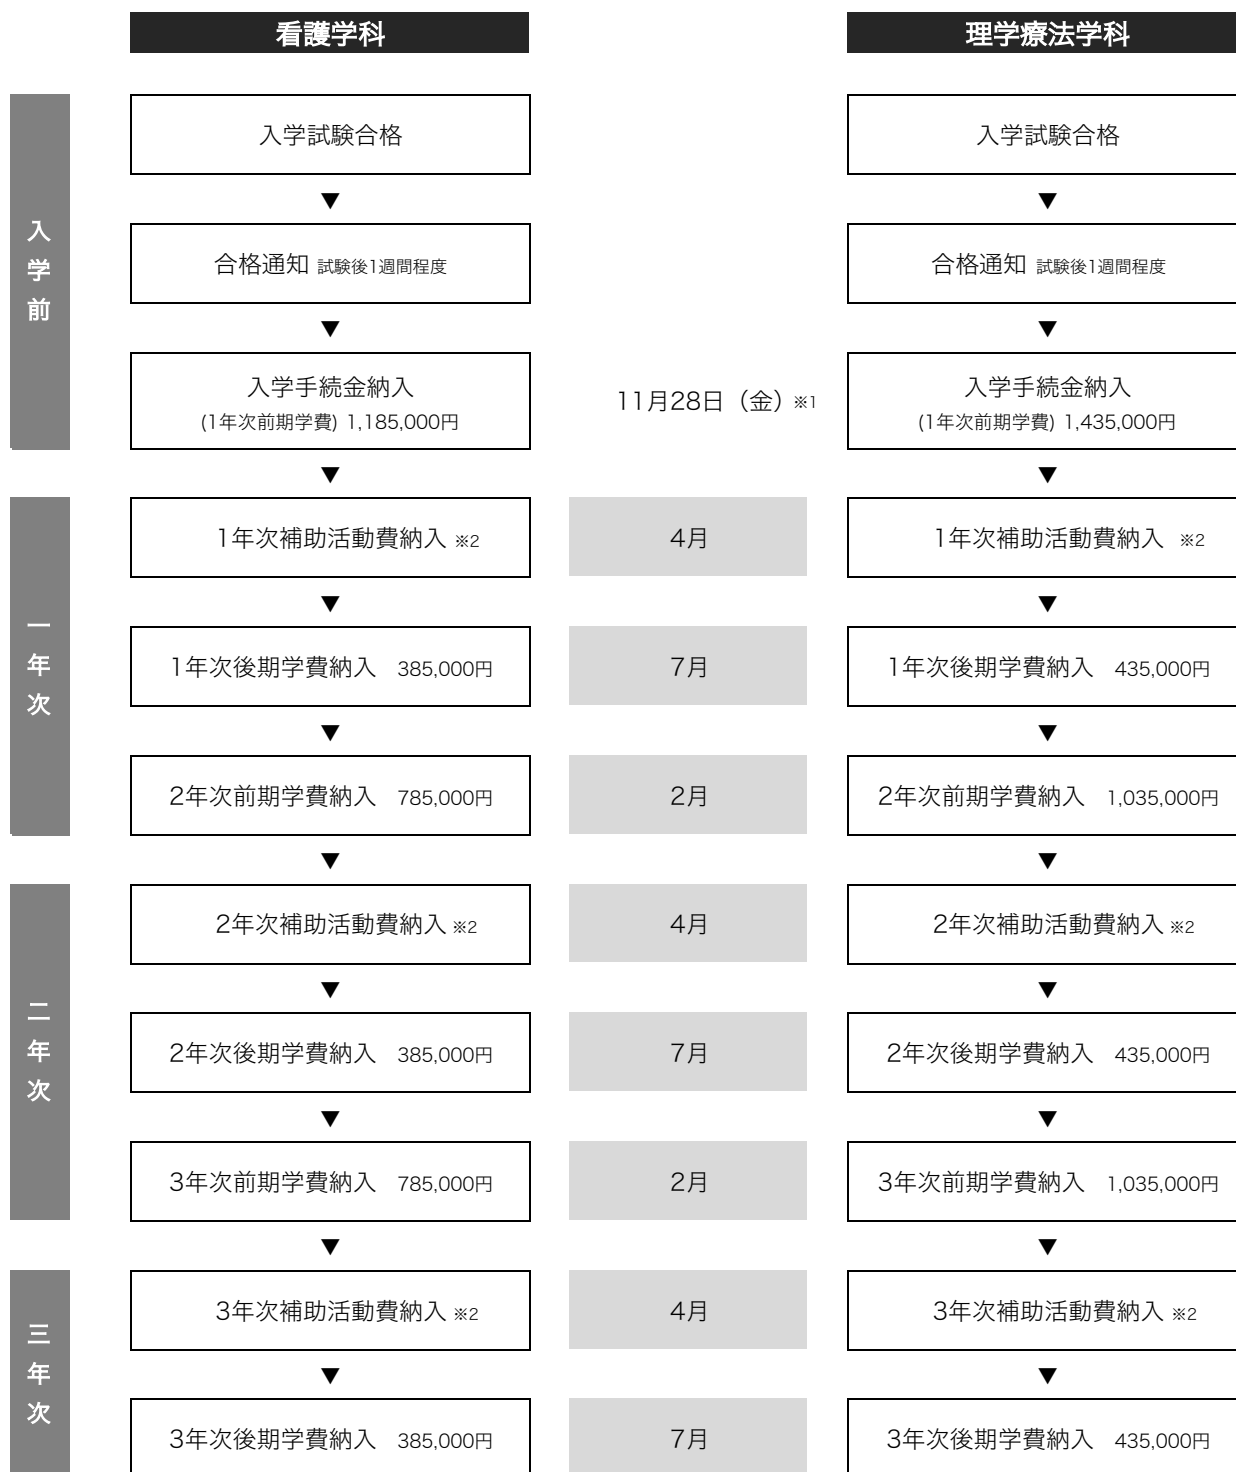 看護学科
理学療法学科
入学前
入学試験合格
入学試験合格
▼
▼
合格通知 試験後1週間程度
合格通知 試験後1週間程度
▼
▼
入学手続金納入
(1年次前期学費) 1,185,000円
11月28日（金）※1
入学手続金納入
(1年次前期学費) 1,435,000円
▼
▼
一年次
1年次補助活動費納入 ※2
4月
1年次補助活動費納入 ※2
▼
▼
1年次後期学費納入 385,000円
7月
1年次後期学費納入 435,000円
▼
▼
2年次前期学費納入 785,000円
2月
2年次前期学費納入 1,035,000円
▼
▼
二年次
2年次補助活動費納入 ※2
4月
2年次補助活動費納入 ※2
▼
▼
2年次後期学費納入 385,000円
7月
2年次後期学費納入 435,000円
▼
▼
3年次前期学費納入 785,000円
2月
3年次前期学費納入 1,035,000円
▼
▼
三年次
3年次補助活動費納入 ※2
4月
3年次補助活動費納入 ※2
▼
▼
3年次後期学費納入 385,000円
7月
3年次後期学費納入 435,000円